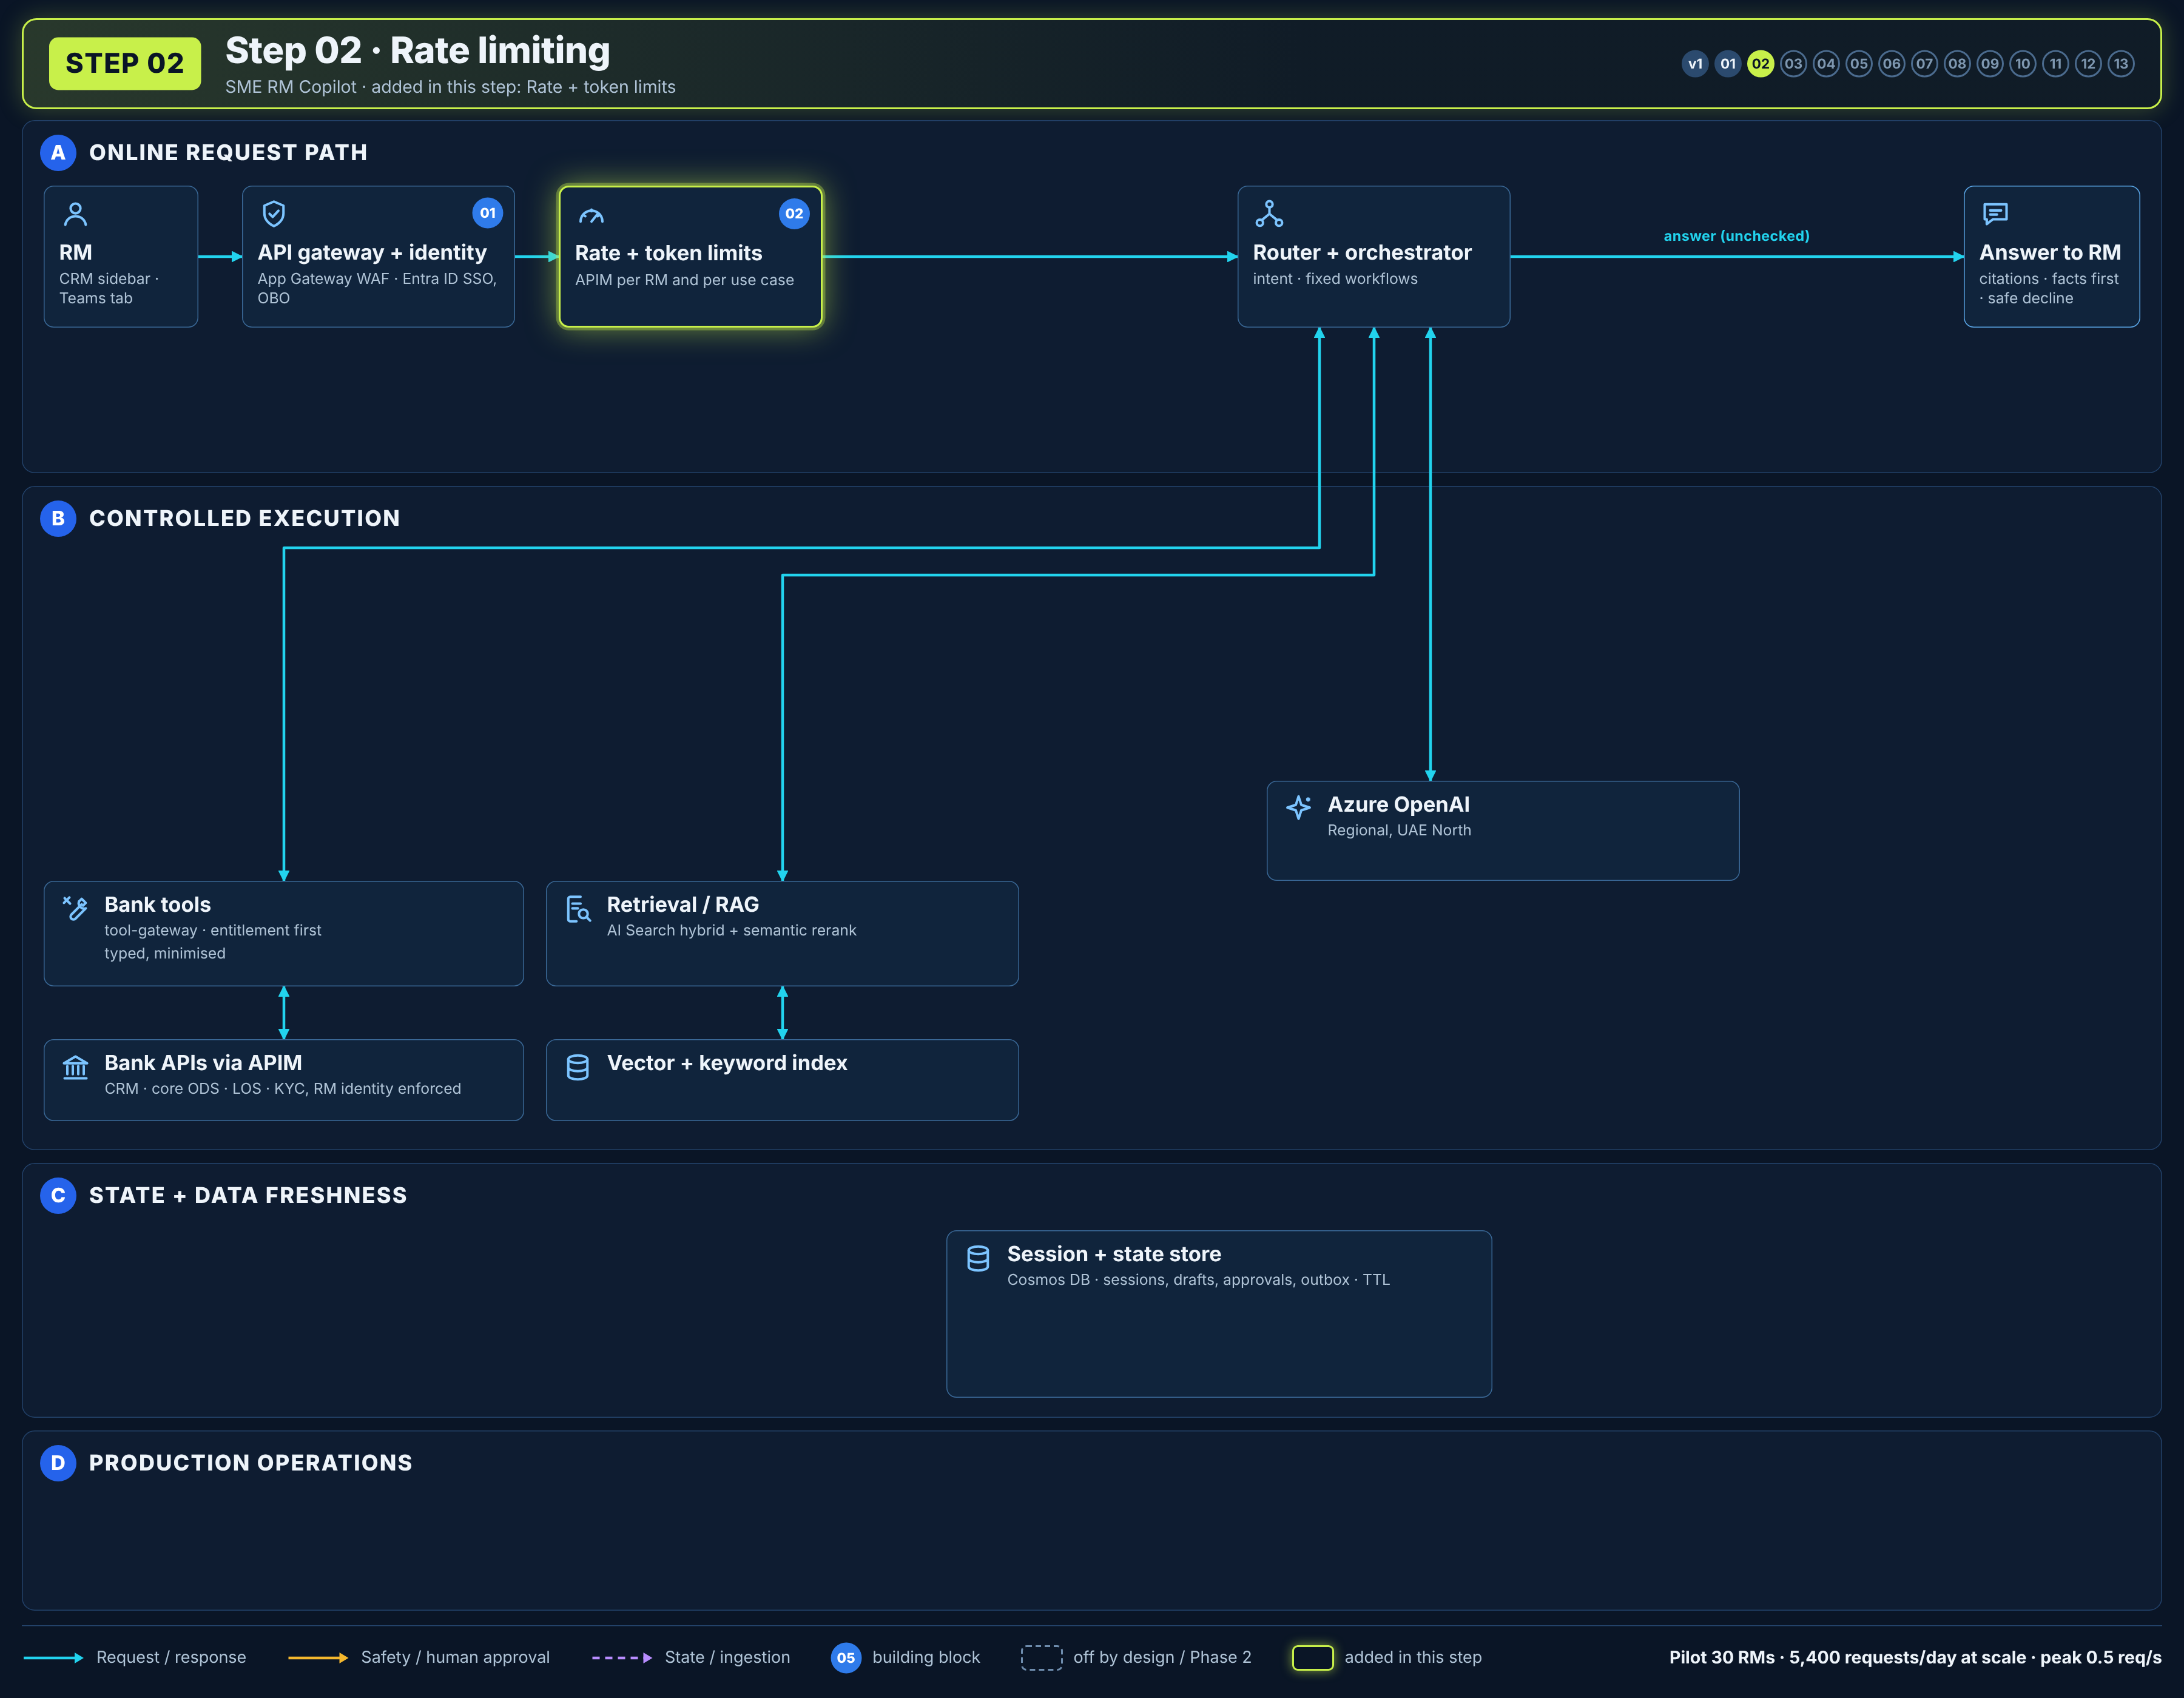 STEP 02
Step 02 · Rate limiting
SME RM Copilot · added in this step: Rate + token limits
v1 01 02 03 04 05 06 07 08 09 10 11 12 13
A ONLINE REQUEST PATH
RM
CRM sidebar ·
Teams tab
01
API gateway + identity
App Gateway WAF · Entra ID SSO,
OBO
02
Rate + token limits
APIM per RM and per use case
Router + orchestrator
intent · fixed workflows
answer (unchecked)
Answer to RM
citations · facts first
· safe decline
B CONTROLLED EXECUTION
Azure OpenAI
Regional, UAE North
Bank tools
tool-gateway · entitlement first
typed, minimised
Retrieval / RAG
AI Search hybrid + semantic rerank
Bank APIs via APIM
CRM · core ODS · LOS · KYC, RM identity enforced
Vector + keyword index
C STATE + DATA FRESHNESS
Session + state store
Cosmos DB · sessions, drafts, approvals, outbox · TTL
D PRODUCTION OPERATIONS
Request / response
Safety / human approval
State / ingestion
05 building block
off by design / Phase 2
added in this step
Pilot 30 RMs · 5,400 requests/day at scale · peak 0.5 req/s